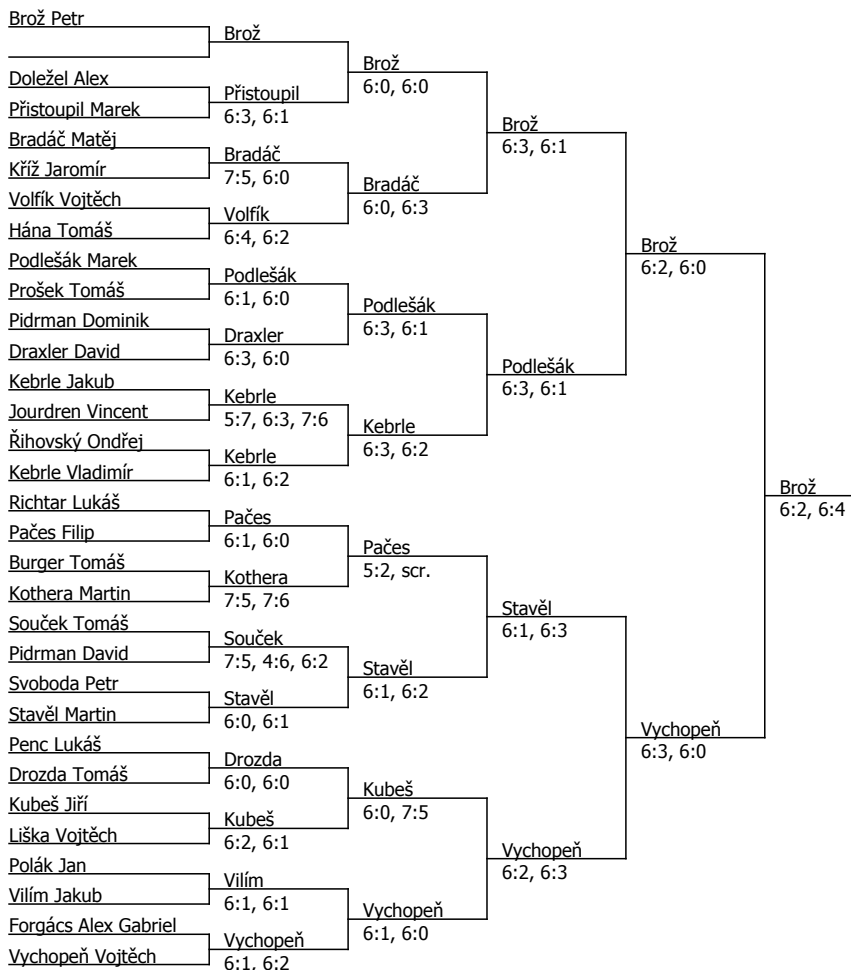 Brož Petr
Doležel Alex
Přistoupil Marek
Bradáč Matěj
Kříž Jaromír
Volfík Vojtěch
Hána Tomáš
Podlešák Marek
Prošek Tomáš
Pidrman Dominik
Draxler David
Kebrle Jakub
Jourdren Vincent
Řihovský Ondřej
Kebrle Vladimír
Richtar Lukáš
Pačes Filip
Burger Tomáš
Kothera Martin
Souček Tomáš
Pidrman David
Svoboda Petr
Stavěl Martin
Penc Lukáš
Drozda Tomáš
Kubeš Jiří
Liška Vojtěch
Polák Jan
Vilím Jakub
Forgács Alex Gabriel
Vychopeň Vojtěch
Brož
Přistoupil
6:3, 6:1
Bradáč
7:5, 6:0
Volfík
6:4, 6:2
Podlešák
6:1, 6:0
Draxler
6:3, 6:0
Kebrle
5:7, 6:3, 7:6
Kebrle
6:1, 6:2
Pačes
6:1, 6:0
Kothera
7:5, 7:6
Souček
7:5, 4:6, 6:2
Stavěl
6:0, 6:1
Drozda
6:0, 6:0
Kubeš
6:2, 6:1
Vilím
6:1, 6:1
Vychopeň
6:1, 6:2
Brož
6:0, 6:0
Bradáč
6:0, 6:3
Podlešák
6:3, 6:1
Kebrle
6:3, 6:2
Pačes
5:2, scr.
Stavěl
6:1, 6:2
Kubeš
6:0, 7:5
Vychopeň
6:1, 6:0
Brož
6:3, 6:1
Podlešák
6:3, 6:1
Stavěl
6:1, 6:3
Vychopeň
6:2, 6:3
Brož
6:2, 6:0
Vychopeň
6:3, 6:0
Brož
6:2, 6:4